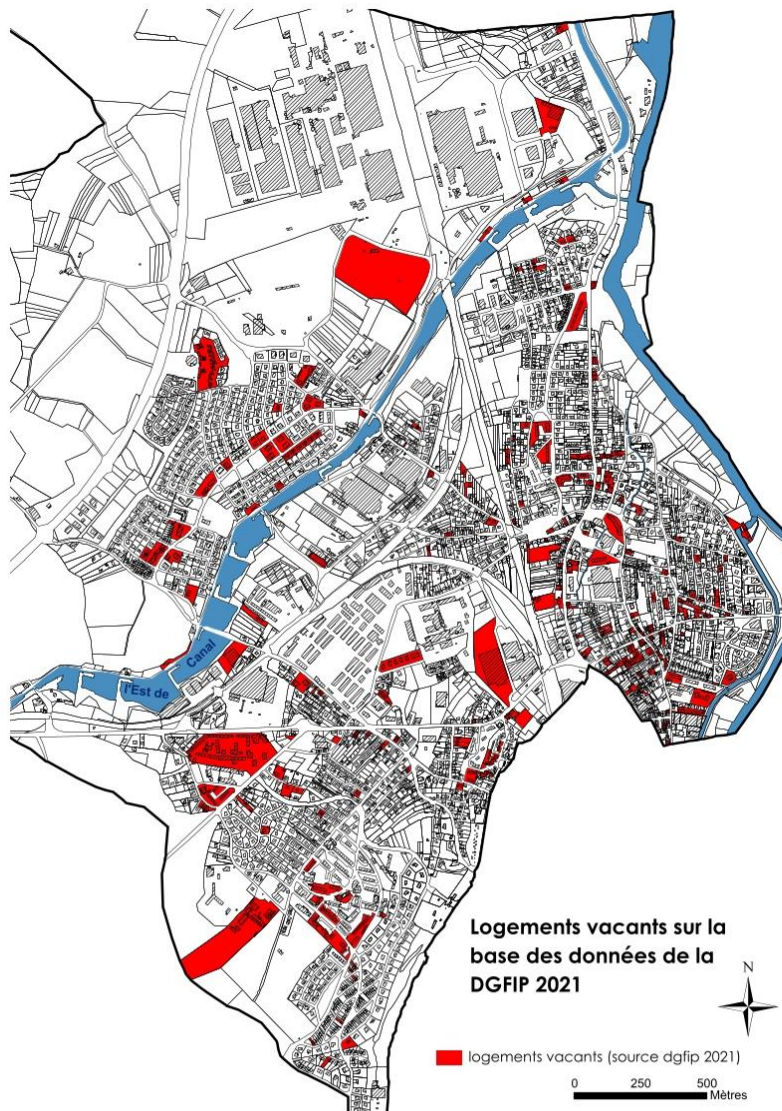 l'Est de
Canal
Logements vacants sur la
base des données de la
DGFIP 2021
N
logements vacants (source dgfip 2021)
0 250 500
Mètres